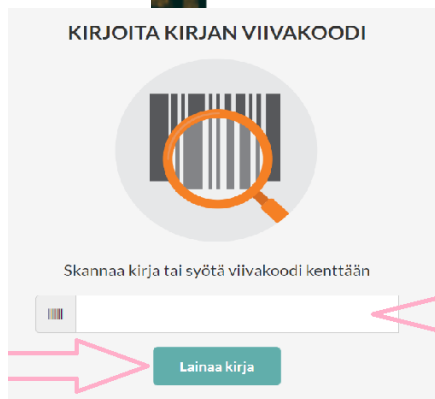 KIRJOITA KIRJAN VIIVAKOODI
Skannaa kirja tai syötä viivakoodi kenttään
Lainaa kirja